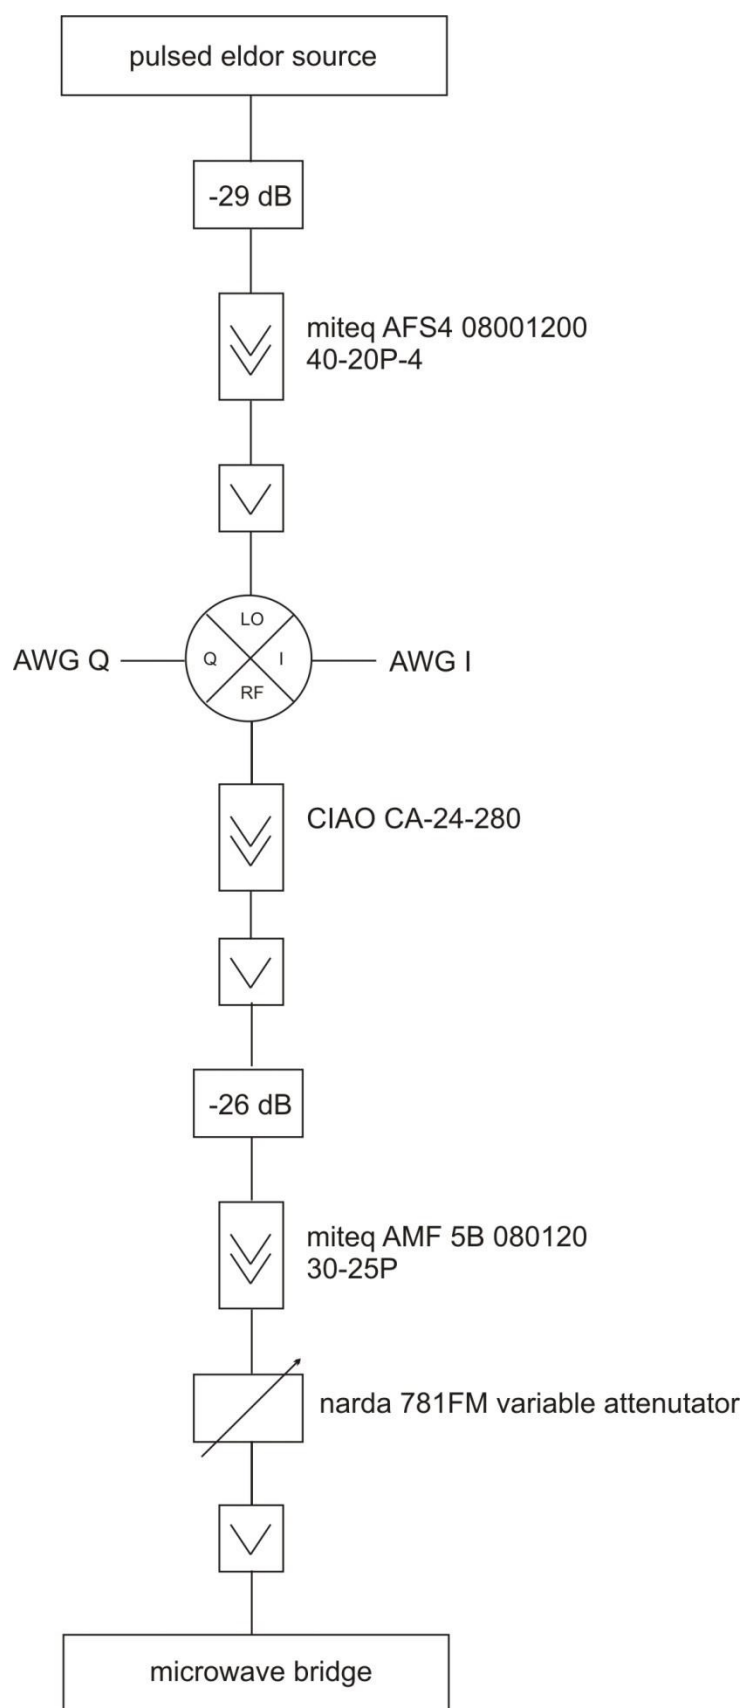 pulsed eldor source
-29 dB
miteq AFS4 08001200
40-20P-4
LO
AWG Q
Q
I
AWG I
RF
CIAO CA-24-280
-26 dB
miteq AMF 5B 080120
30-25P
narda 781FM variable attenutator
microwave bridge